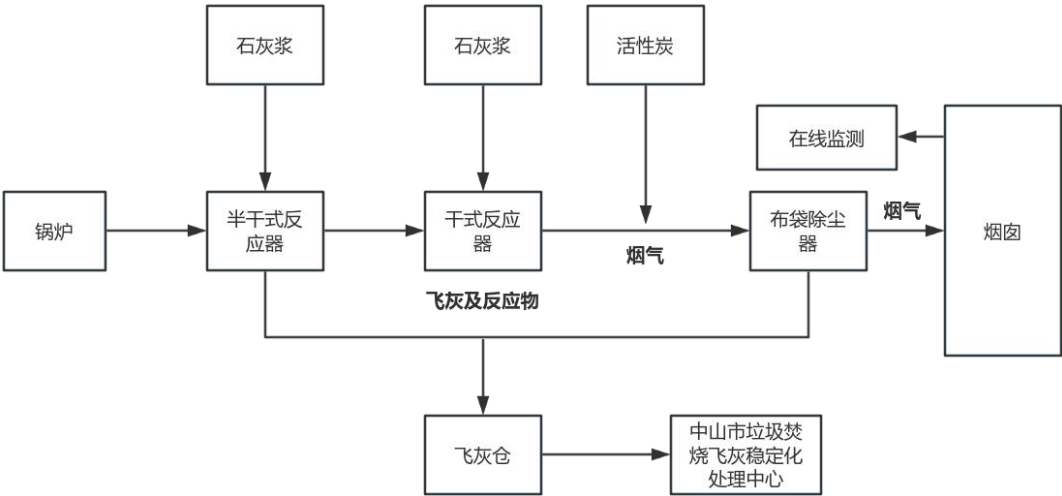 石灰浆
石灰浆
活性炭
在线监测
锅炉
半干式反
应器
干式反应
器
烟气
布袋除尘
器
烟气
烟囱
飞灰及反应物
飞灰仓
中山市垃圾焚
烧飞灰稳定化
处理中心